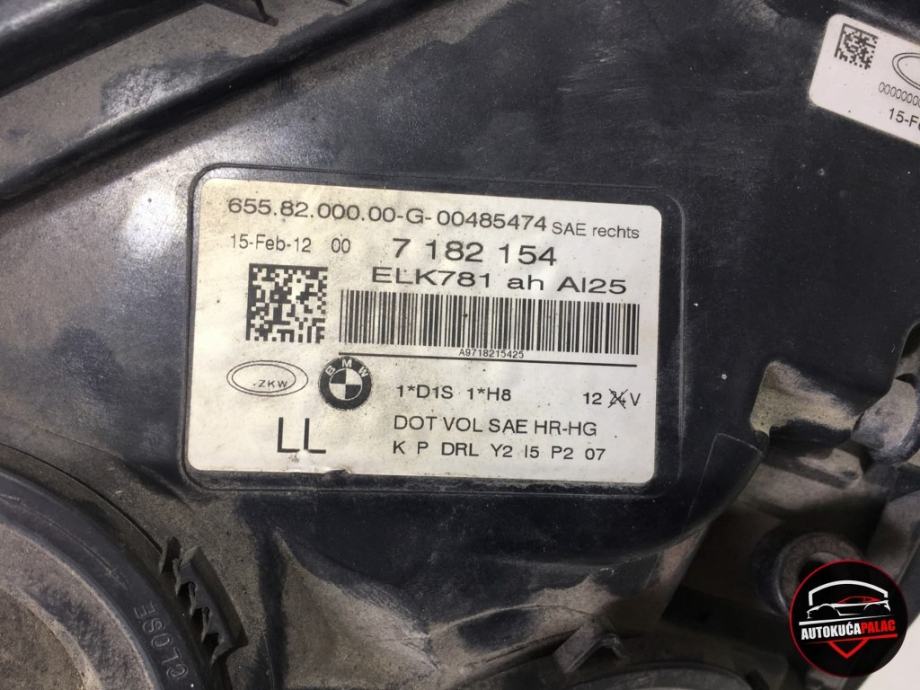 655.82.000.00-G-00485474 SAE rechts
15-Feb-12 00 7 182 154
ELK781 ah AI25
A9718215425
ZKW
BMW
1*D1S 1*H8 12 V
LL
DOT VOL SAE HR-HG
K P DRL Y2 I5 P2 07
CLOSE
AUTOKUĆA PALAC